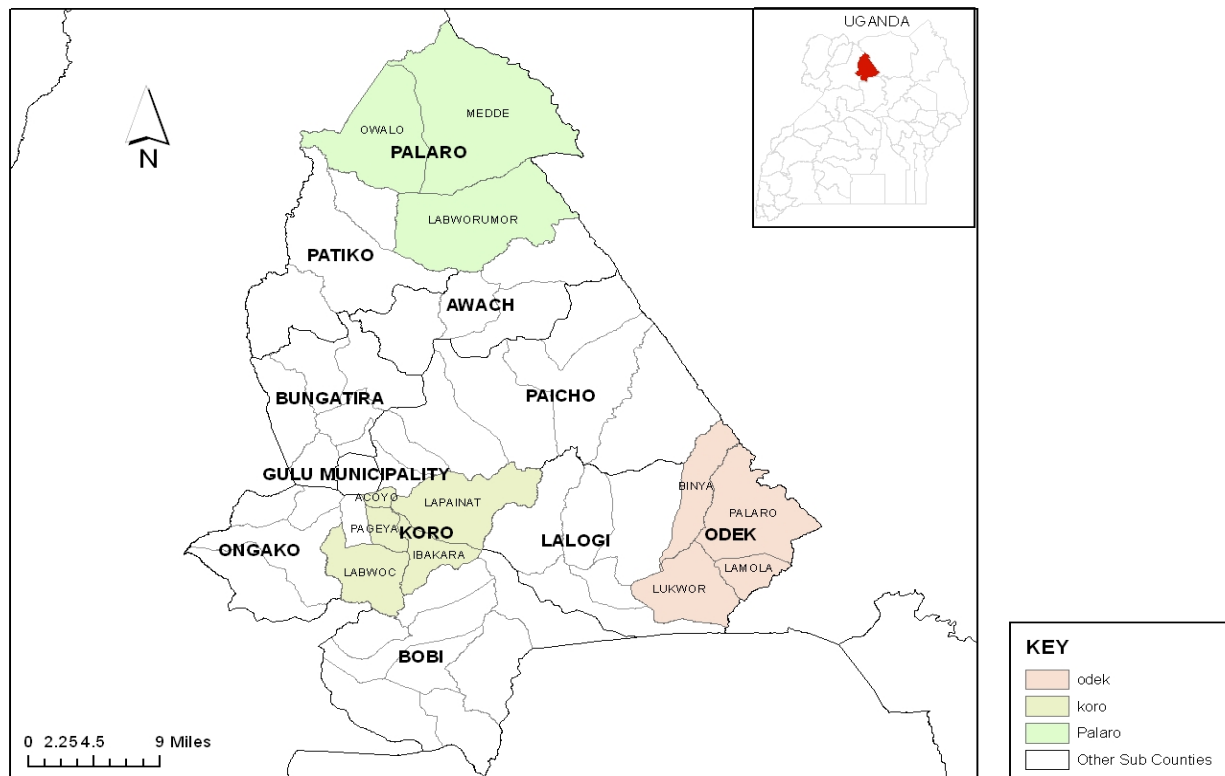 UGANDA
N
MEDDE
OWALO
PALARO
LABWORUMOR
PATIKO
AWACH
BUNGATIRA
PAICHO
GULU MUNICIPALITY
ACOYO
LAPAINAT
BINYA
PALARO
PAGEYA
KORO
ONGAKO
IBAKARA
LALOGI
ODEK
LABWOC
LAMOLA
LUKWOR
BOBI
0 2.25 4.5 9 Miles
KEY
odek
koro
Palaro
Other Sub Counties